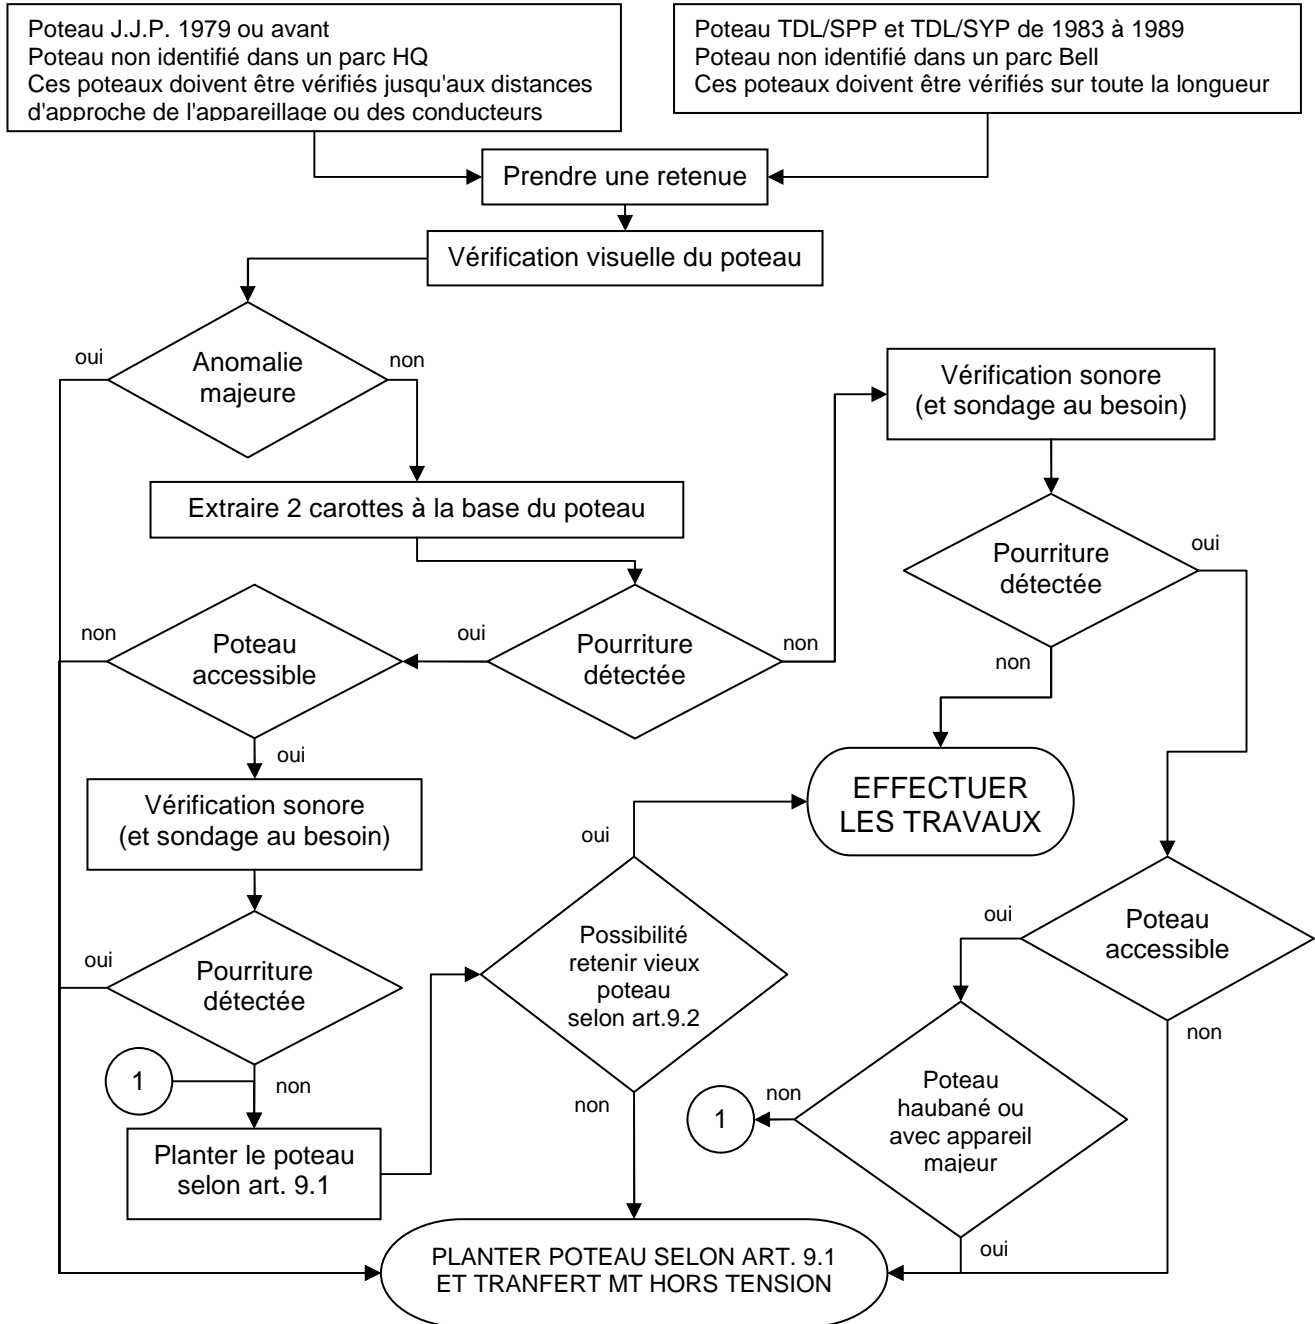 Poteau J.J.P. 1979 ou avant
Poteau non identifié dans un parc HQ
Ces poteaux doivent être vérifiés jusqu'aux distances
d'approche de l'appareillage ou des conducteurs
Poteau TDL/SPP et TDL/SYP de 1983 à 1989
Poteau non identifié dans un parc Bell
Ces poteaux doivent être vérifiés sur toute la longueur
Prendre une retenue
Vérification visuelle du poteau
oui
Anomalie
majeure
non
Vérification sonore
(et sondage au besoin)
Extraire 2 carottes à la base du poteau
Pourriture
détectée
oui
non
non
Poteau
accessible
oui
Pourriture
détectée
non
oui
Vérification sonore
(et sondage au besoin)
EFFECTUER
LES TRAVAUX
oui
oui
Pourriture
détectée
non
Possibilité
retenir vieux
poteau
selon art.9.2
non
oui
Poteau
accessible
non
1
Planter le poteau
selon art. 9.1
1
non
Poteau
haubané ou
avec appareil
majeur
oui
PLANTER POTEAU SELON ART. 9.1
ET TRANFERT MT HORS TENSION